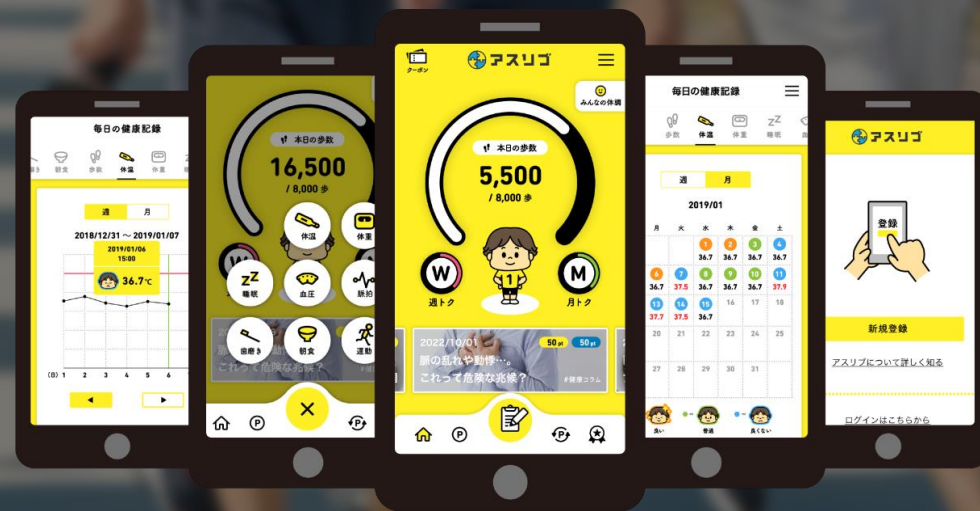 毎日の健康記録
朝食
歩数
体温
体重
週
月
2018/12/31 ～ 2019/01/07
2019/01/06
15:00
36.7℃
(日) 1 2 3 4 5 6
本日の歩数
16,500
/ 8,000 歩
体温
体重
睡眠
血圧
脈拍
歯磨き
朝食
運動
W
クーポン
アスリブ
みんなの体調
本日の歩数
5,500
/ 8,000 歩
W
週トク
1
M
月トク
2022/10/01
50 pt
50 pt
脈の乱れや動悸…。
これって危険な兆候?
#健康コラム
P
P
毎日の健康記録
歩数
体温
体重
睡眠
週
月
2019/01
月 火 水 木 金 土
1 2 3 4
36.7 36.7 36.7 36.7
6 7 8 9 10 11
36.7 37.5 36.7 36.7 36.7 37.9
13 14 15 16 17 18
37.7 37.5 36.7
20 21 22 23 24 25
27 28 29 30 31
良い
普通
良くない
アスリブ
登録
新規登録
アスリブについて詳しく知る
ログインはこちらから